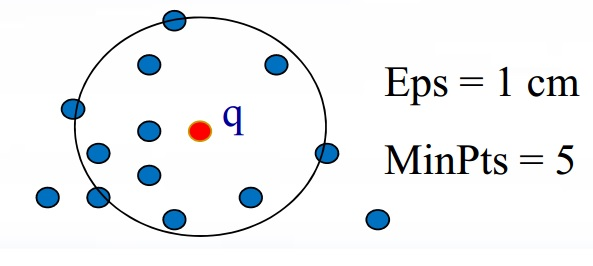 q
Eps = 1 cm
MinPts = 5